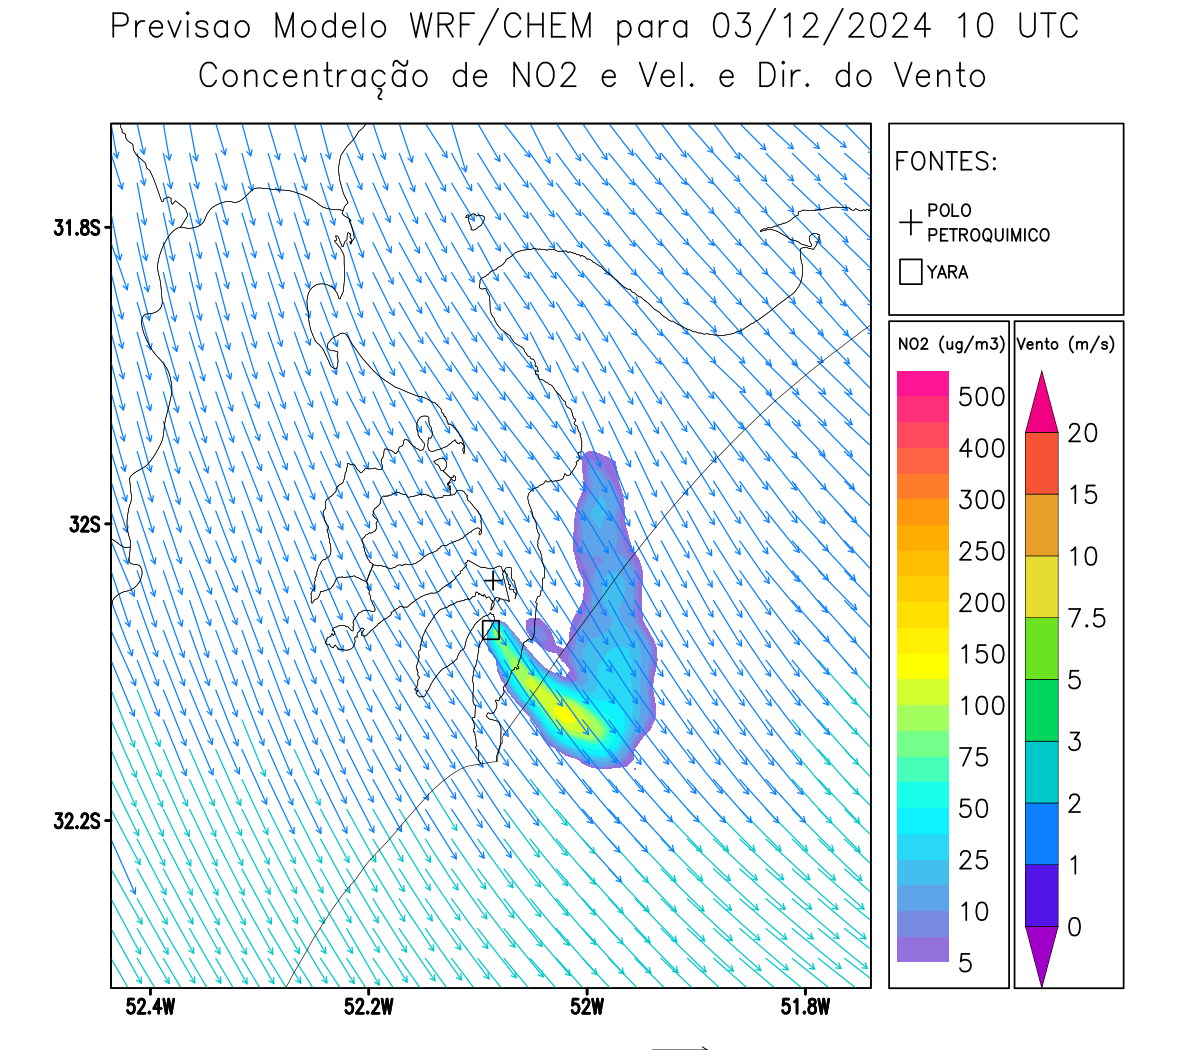 Previsao Modelo WRF/CHEM para 03/12/2024 10 UTC
Concentração de NO2 e Vel. e Dir. do Vento
FONTES:
POLO
PETROQUIMICO
YARA
31.8S
32S
32.2S
52.4W
52.2W
52W
51.8W
NO2 (ug/m3)
500
400
300
250
200
150
100
75
50
25
10
5
Vento (m/s)
20
15
10
7.5
5
3
2
1
0